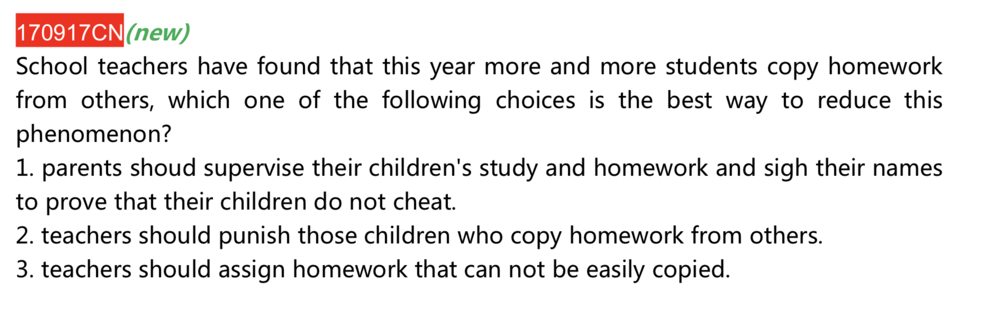 170917CN(new)
School teachers have found that this year more and more students copy homework
from others, which one of the following choices is the best way to reduce this
phenomenon?
1. parents shoud supervise their children's study and homework and sigh their names
to prove that their children do not cheat.
2. teachers should punish those children who copy homework from others.
3. teachers should assign homework that can not be easily copied.